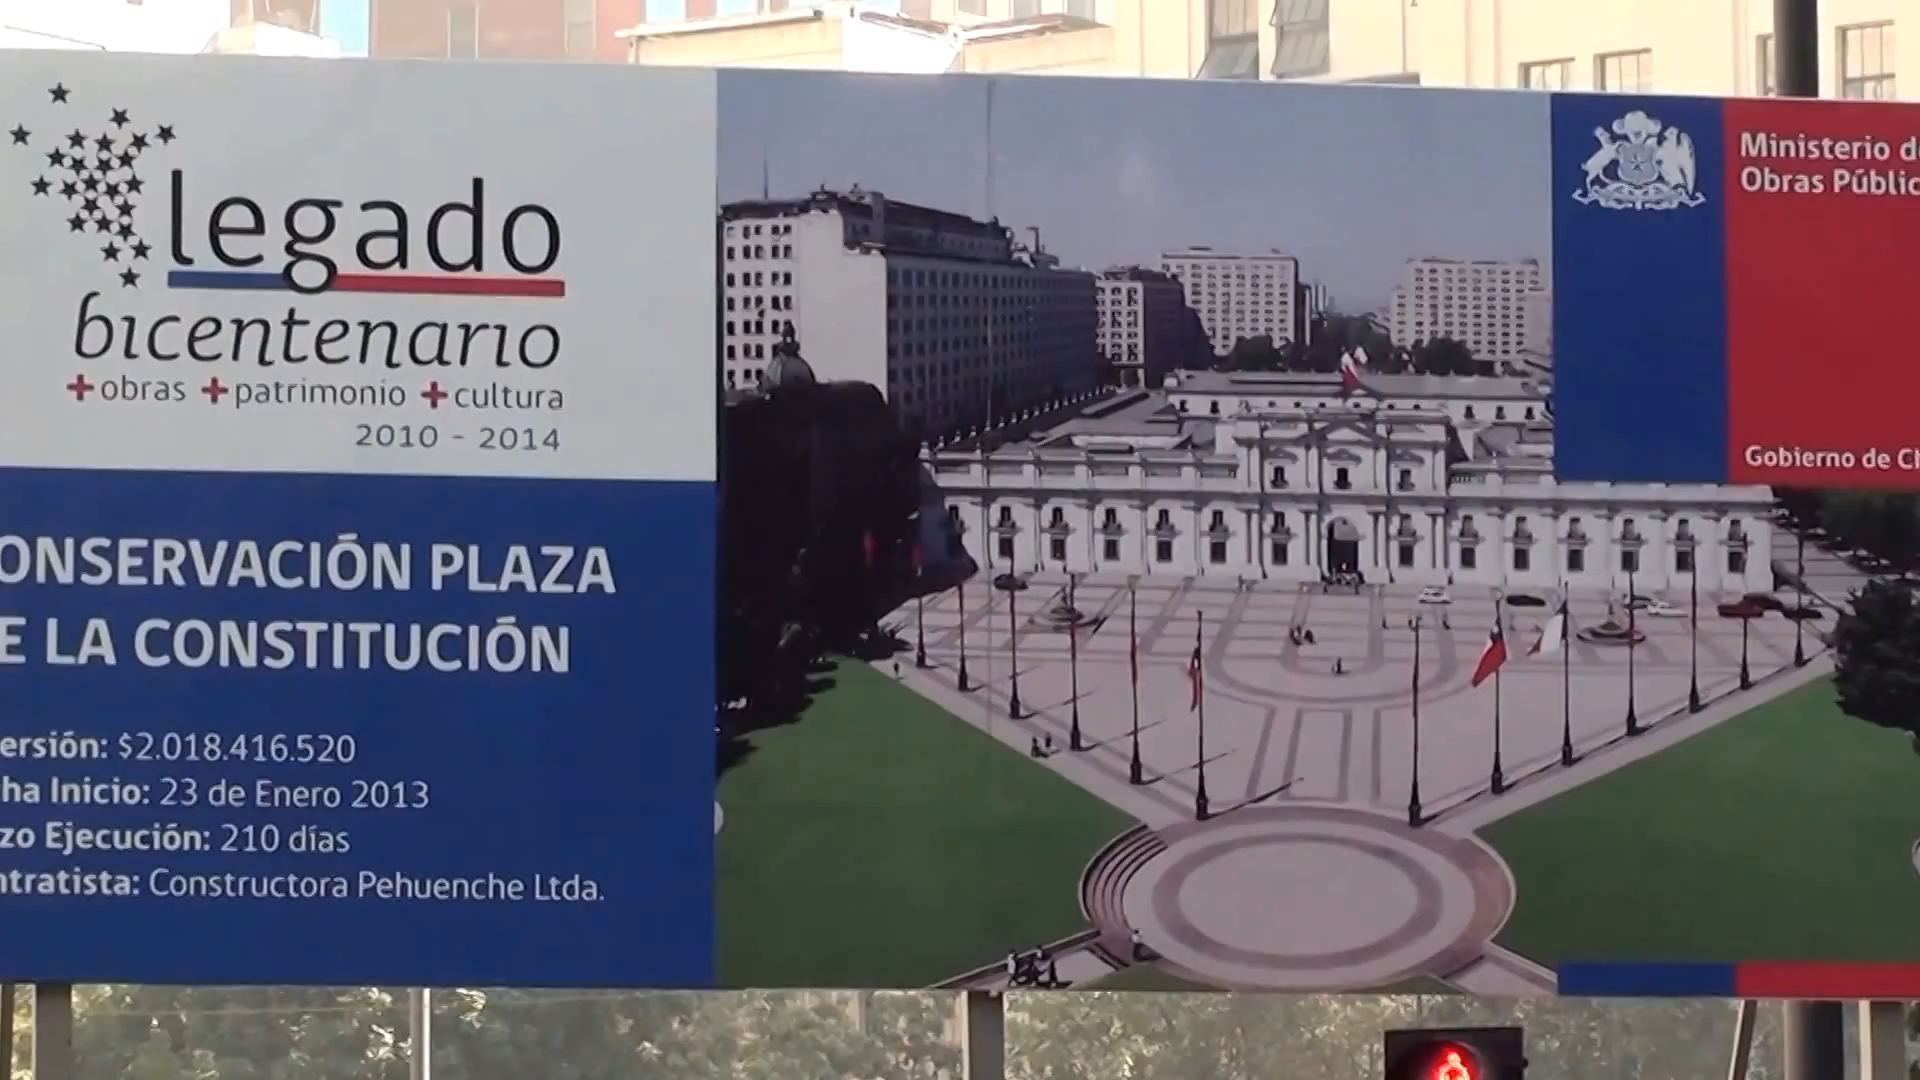 legado
bicentenario
+obras +patrimonio +cultura
2010 - 2014
ONSERVACIÓN PLAZA
E LA CONSTITUCIÓN
ersión: $2.018.416.520
ha Inicio: 23 de Enero 2013
zo Ejecución: 210 días
ntratista: Constructora Pehuenche Ltda.
Ministerio de
Obras Públic
Gobierno de Ch